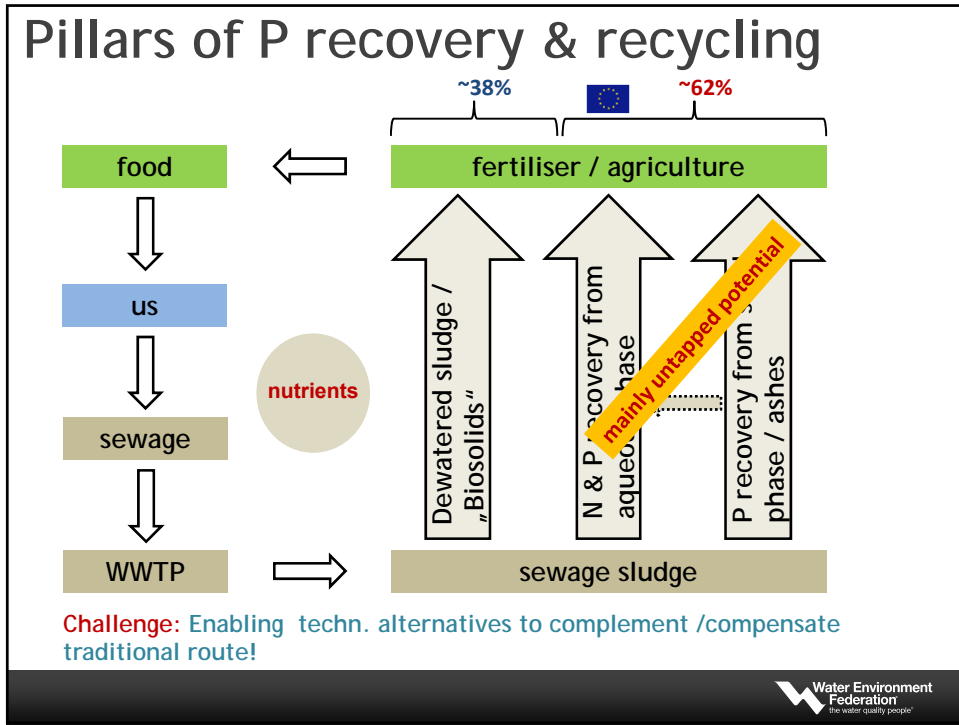 Pillars of P recovery & recycling
~38%
~62%
food
fertiliser / agriculture
us
nutrients
sewage
Dewatered sludge /
„Biosolids“
N & P recovery from
phase
P recovery from
phase / ashes
mainly untapped potential
WWTP
sewage sludge
Challenge: Enabling techn. alternatives to complement /compensate
traditional route!
Water Environment
Federation
the water quality people®